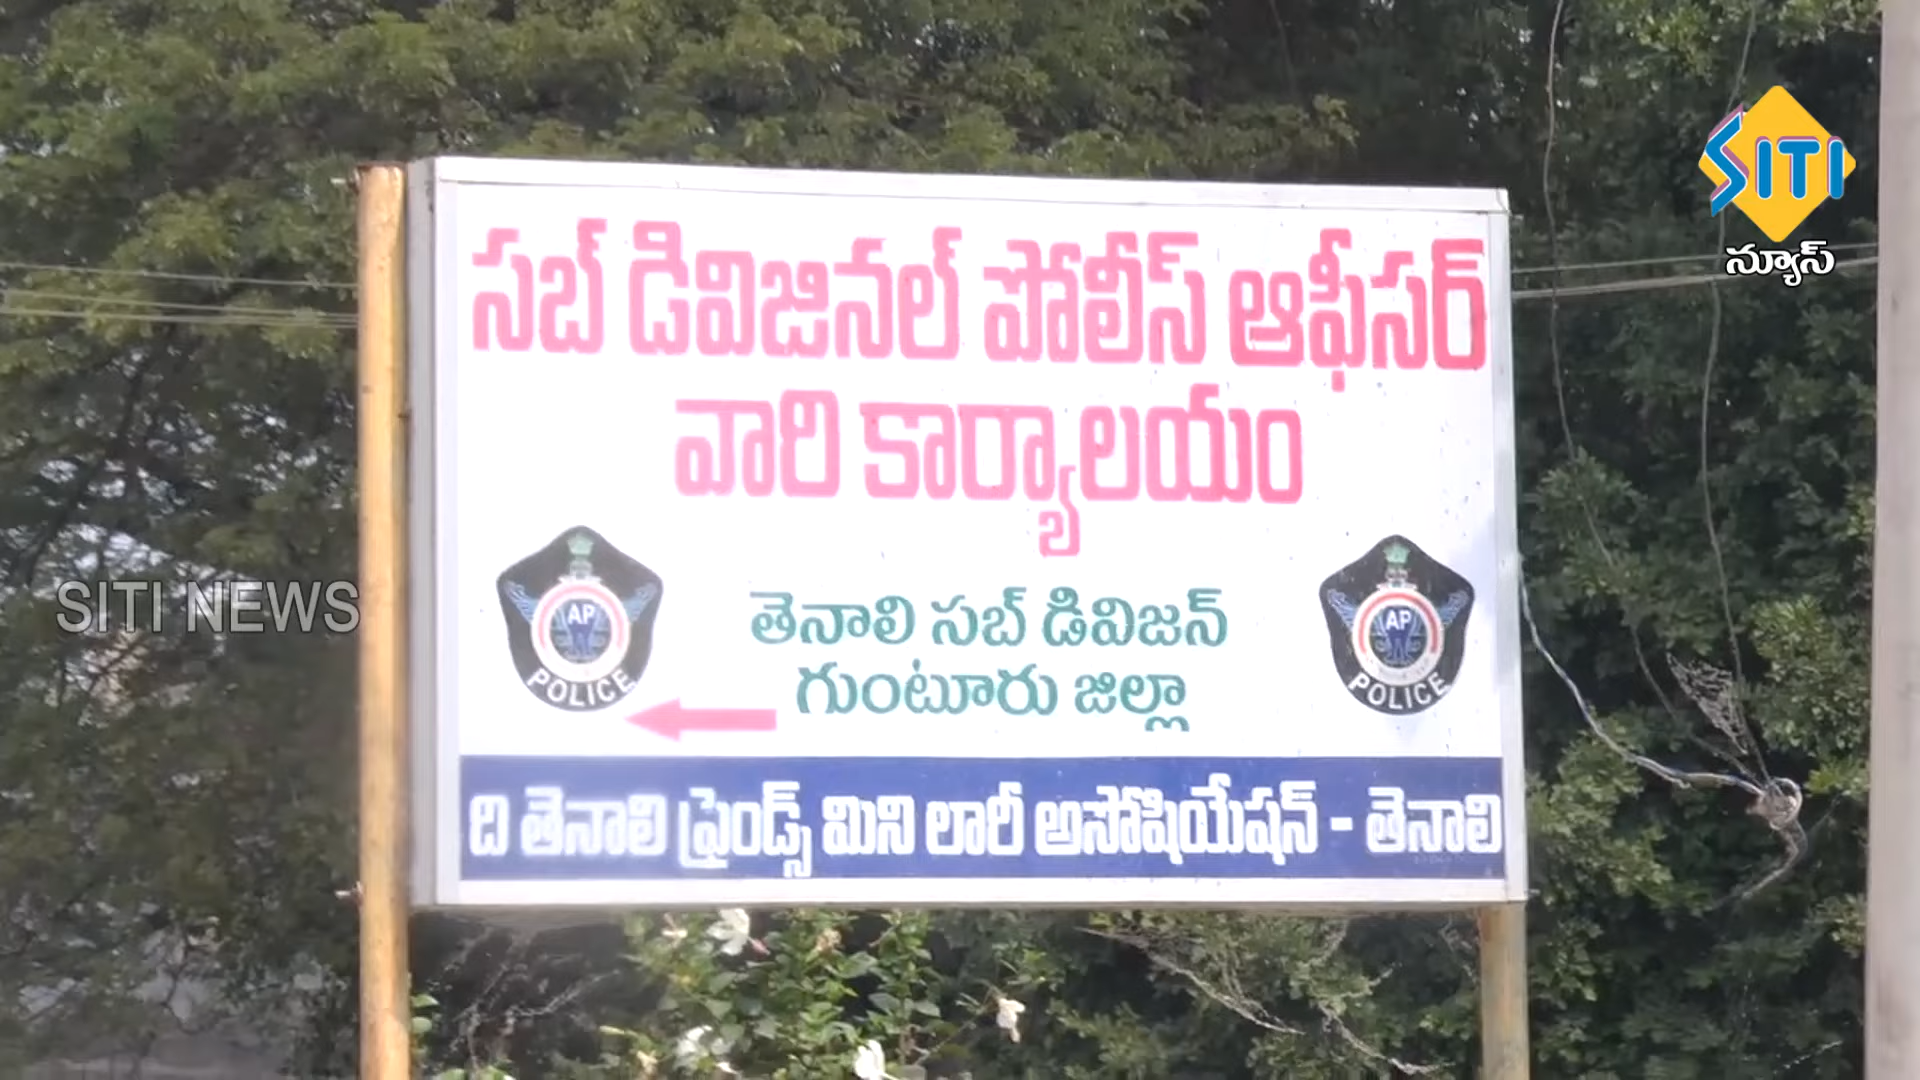 SITI
న్యూస్
సబ్ డివిజినల్ పోలీస్ ఆఫీసర్
వారి కార్యాలయం
SITI NEWS
AP
POLICE
తెనాలి సబ్ డివిజన్
గుంటూరు జిల్లా
AP
POLICE
ది తెనాలి ఫ్రెండ్స్ మిని లారీ అసోషియేషన్ - తెనాలి